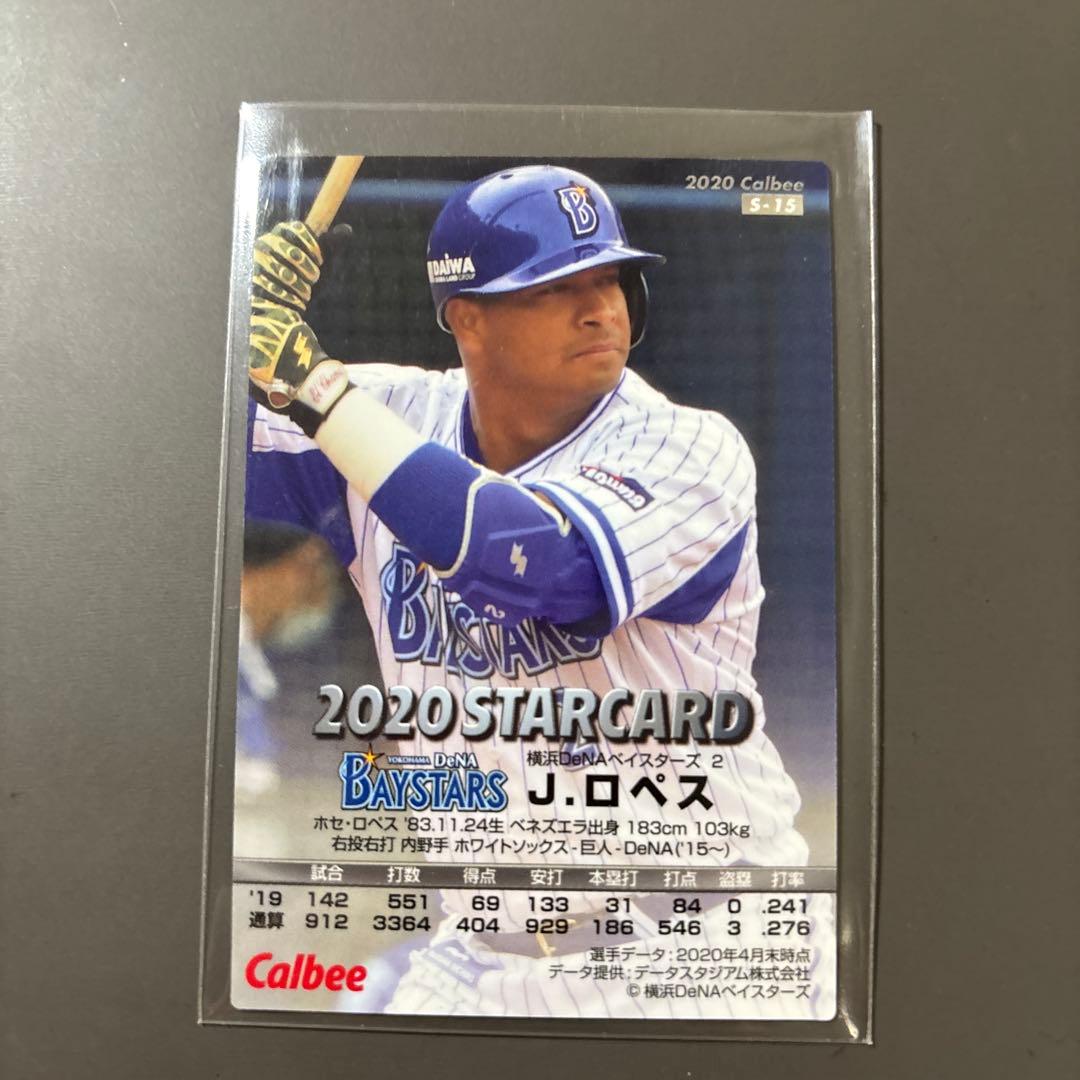 2020 Calbee
S-15
B
DAIWA
BAYSTARS
2020 STARCARD
YOKOHAMA DeNA
BAYSTARS
横浜DeNAベイスターズ 2
J.ロペス
ホセ・ロペス '83.11.24生 ベネズエラ出身 183cm 103kg
右投右打 内野手 ホワイトソックス-巨人-DeNA('15〜)
試合 打数 得点 安打 本塁打 打点 盗塁 打率
'19 142 551 69 133 31 84 0 .241
通算 912 3364 404 929 186 546 3 .276
Calbee
選手データ:2020年4月末時点
データ提供:データスタジアム株式会社
© 横浜DeNAベイスターズ